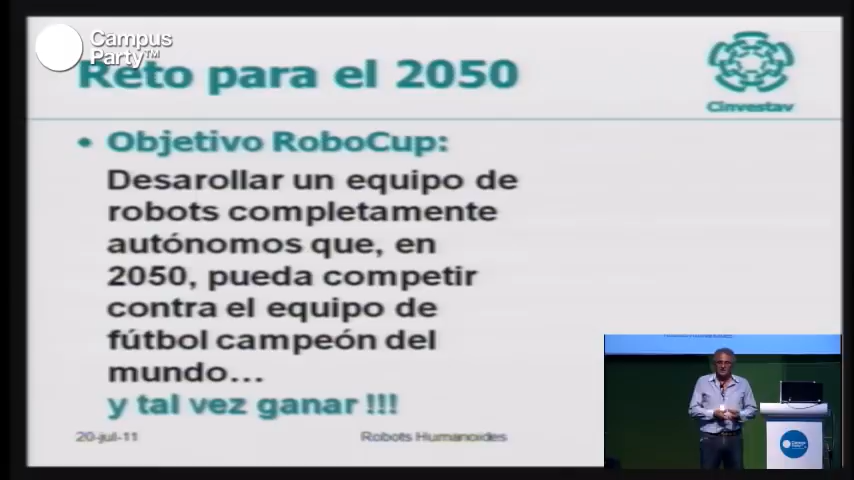 Campus
Party™
Reto para el 2050
Cinvestav
• Objetivo RoboCup:
Desarollar un equipo de
robots completamente
autónomos que, en
2050, pueda competir
contra el equipo de
fútbol campeón del
mundo...
y tal vez ganar !!!
20-jul-11
Robots Humanoides
Campus